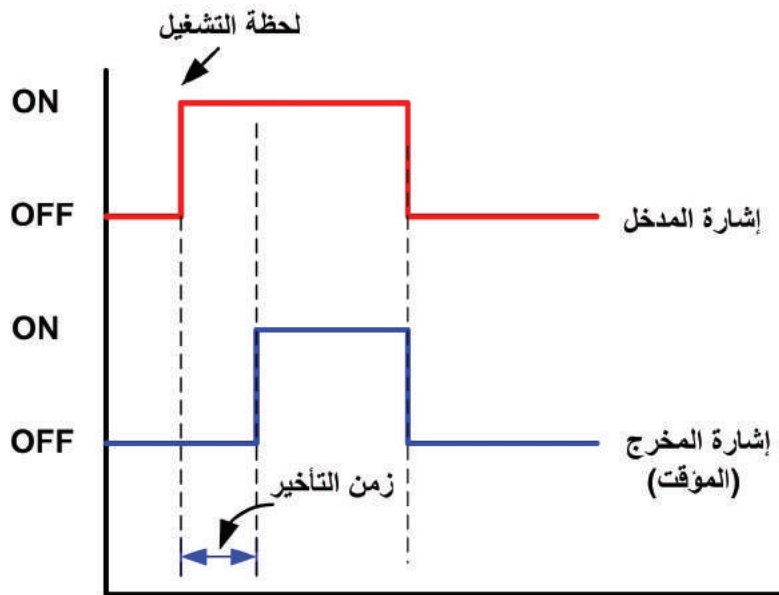 لحظة التشغيل
ON
OFF
إشارة المدخل
ON
OFF
إشارة المخرج
(المؤقت)
زمن التأخير